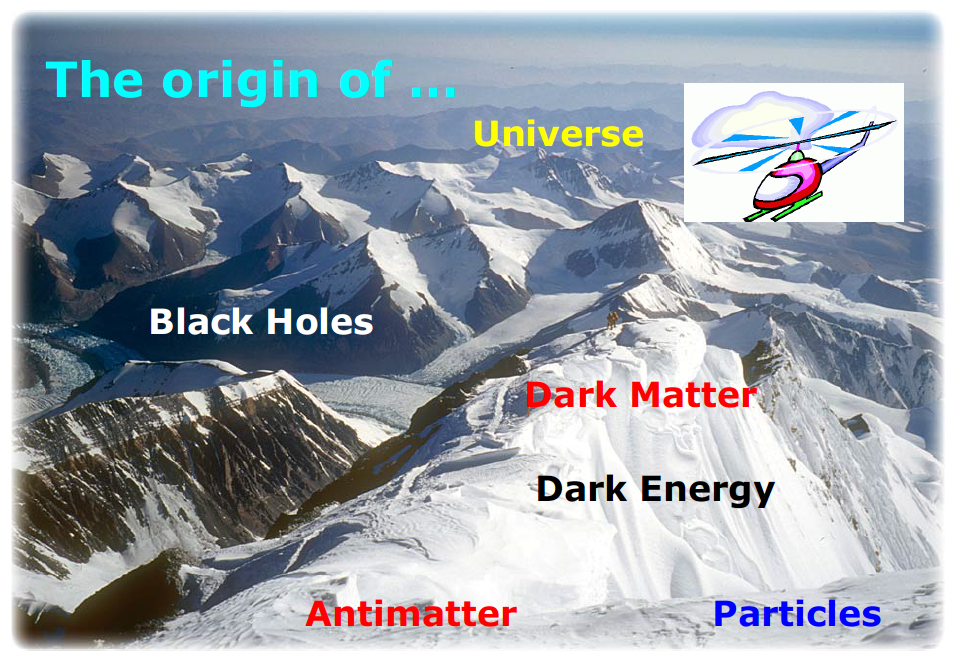 The origin of ...
Universe
Black Holes
Dark Matter
Dark Energy
Antimatter
Particles